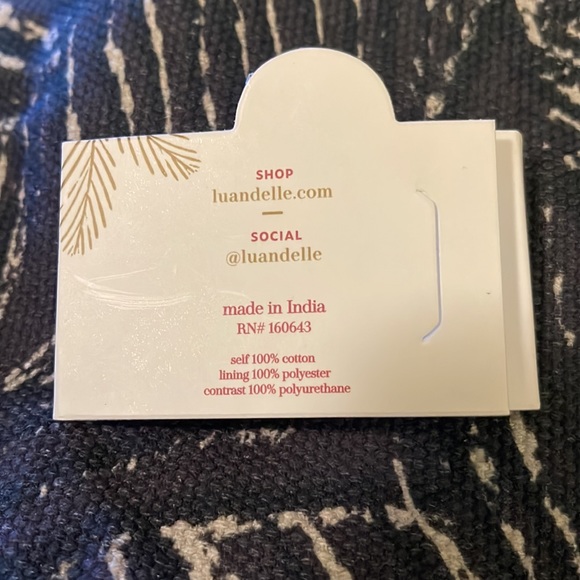 SHOP
luandelle.com
SOCIAL
@luandelle
made in India
RN# 160643
self 100% cotton
lining 100% polyester
contrast 100% polyurethane